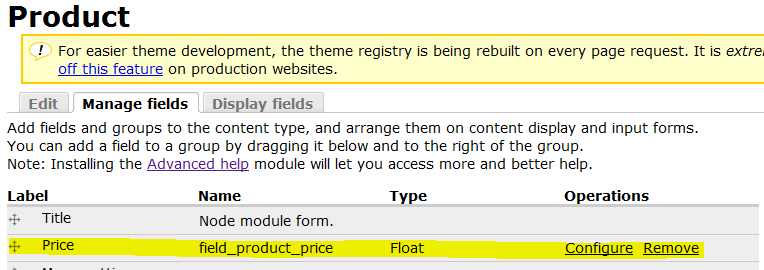 Product
! For easier theme development, the theme registry is being rebuilt on every page request. It is
off this feature on production websites.
Edit Manage fields Display fields
Add fields and groups to the content type, and arrange them on content display and input forms.
You can add a field to a group by dragging it below and to the right of the group.
Note: Installing the Advanced help module will let you access more and better help.
Label Name Type Operations
Title Node module form.
Price field_product_price Float Configure Remove